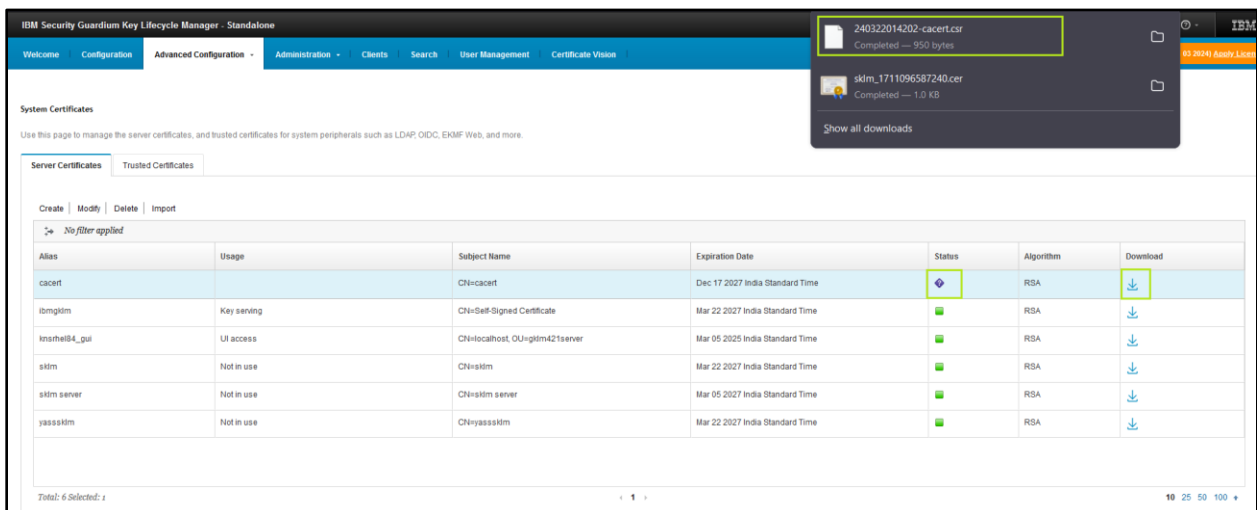 IBM Security Guardium Key Lifecycle Manager - Standalone
IBM
Welcome Configuration Advanced Configuration Administration Clients Search User Management Certificate Vision
03 2024) Apply Licen
240322014202-cacert.csr
Completed — 950 bytes
sklm_1711096587240.cer
Completed — 1.0 KB
Show all downloads
System Certificates
Use this page to manage the server certificates, and trusted certificates for system peripherals such as LDAP, OIDC, EKMF Web, and more.
Server Certificates Trusted Certificates
Create | Modify | Delete | Import
No filter applied
Alias Usage Subject Name Expiration Date Status Algorithm Download
cacert CN=cacert Dec 17 2027 India Standard Time RSA
ibmgklm Key serving CN=Self-Signed Certificate Mar 22 2027 India Standard Time RSA
knsrhel84_gui UI access CN=localhost, OU=gklm421server Mar 05 2025 India Standard Time RSA
sklm Not in use CN=sklm Mar 22 2027 India Standard Time RSA
sklm server Not in use CN=sklm server Mar 05 2027 India Standard Time RSA
yasssklm Not in use CN=yasssklm Mar 22 2027 India Standard Time RSA
Total: 6 Selected: 1 ‹ 1 › 10 25 50 100